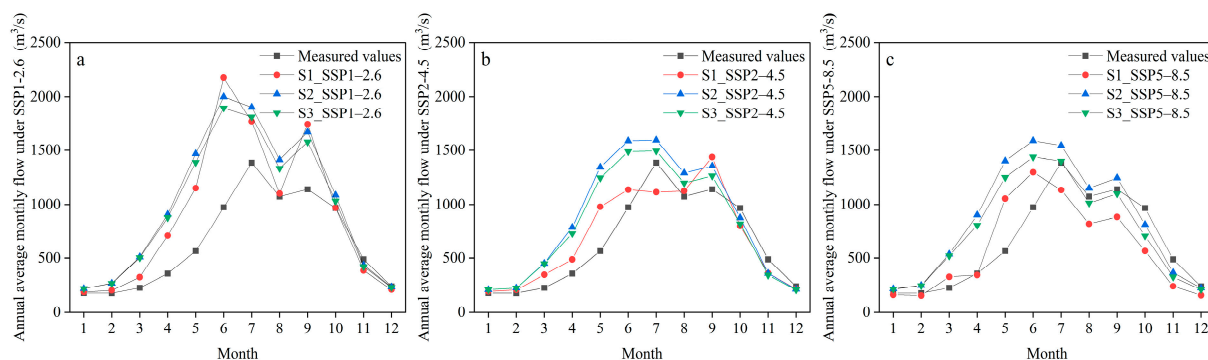 Annual average monthly flow under SSP1-2.6 (m³/s)
2500
2000
1500
1000
500
0
a
Measured values
S1_SSP1–2.6
S2_SSP1–2.6
S3_SSP1–2.6
1 2 3 4 5 6 7 8 9 10 11 12
Month
Annual average monthly flow under SSP2-4.5 (m³/s)
2500
2000
1500
1000
500
0
b
Measured values
S1_SSP2–4.5
S2_SSP2–4.5
S3_SSP2–4.5
1 2 3 4 5 6 7 8 9 10 11 12
Month
Annual average monthly flow under SSP5-8.5 (m³/s)
2500
2000
1500
1000
500
0
c
Measured values
S1_SSP5–8.5
S2_SSP5–8.5
S3_SSP5–8.5
1 2 3 4 5 6 7 8 9 10 11 12
Month